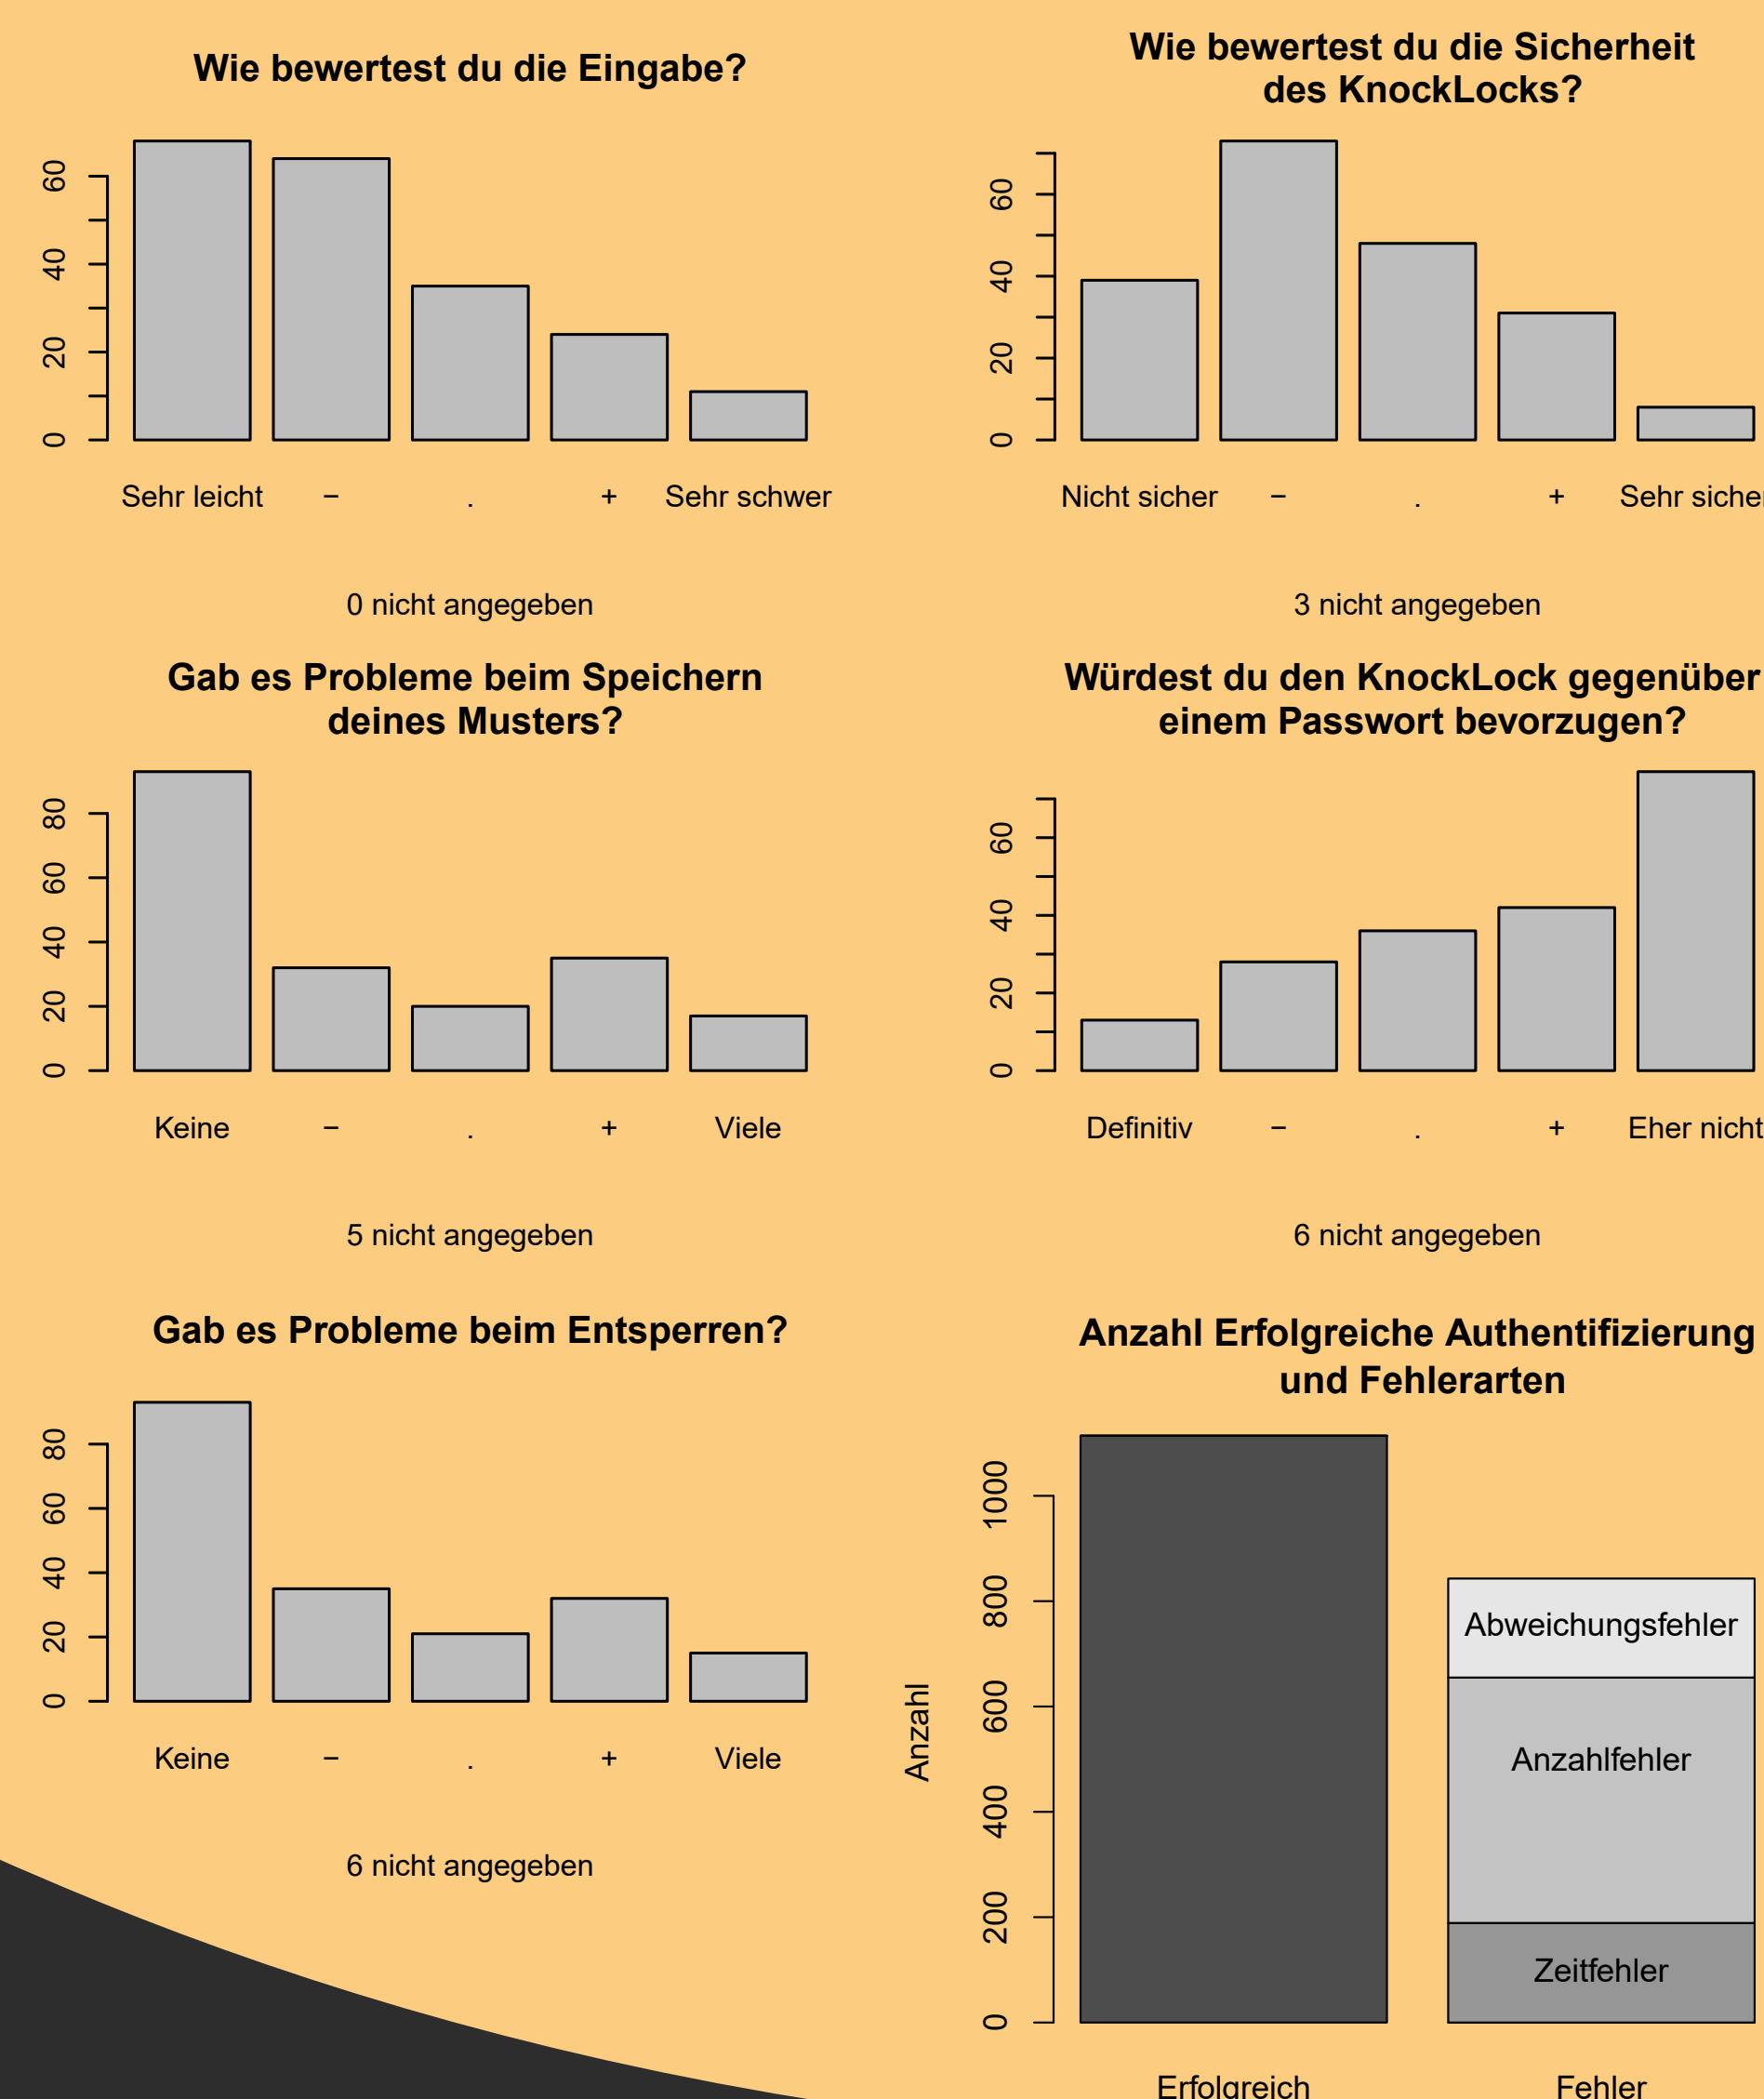 Wie bewertest du die Eingabe?
60
40
20
0
Sehr leicht − . + Sehr schwer
0 nicht angegeben
Wie bewertest du die Sicherheit
des KnockLocks?
60
40
20
0
Nicht sicher − . + Sehr sicher
3 nicht angegeben
Gab es Probleme beim Speichern
deines Musters?
80
60
40
20
0
Keine − . + Viele
5 nicht angegeben
Würdest du den KnockLock gegenüber
einem Passwort bevorzugen?
60
40
20
0
Definitiv − . + Eher nicht
6 nicht angegeben
Gab es Probleme beim Entsperren?
80
60
40
20
0
Keine − . + Viele
6 nicht angegeben
Anzahl Erfolgreiche Authentifizierung
und Fehlerarten
Anzahl
1000
800
600
400
200
0
Abweichungsfehler
Anzahlfehler
Zeitfehler
Erfolgreich Fehler